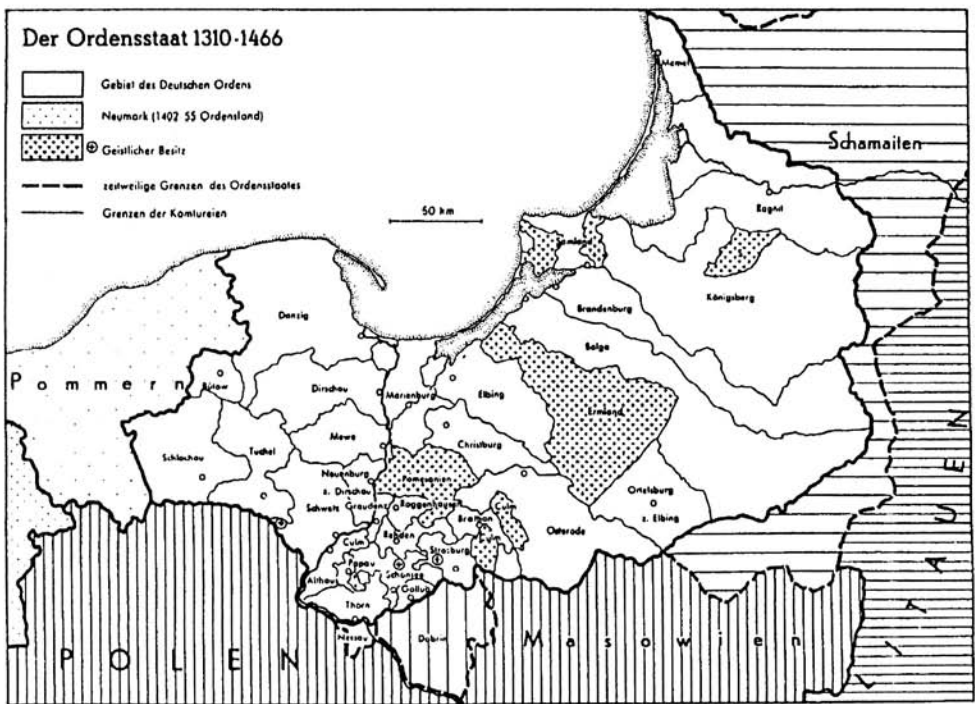 Der Ordensstaat 1310-1466
Gebiet des Deutschen Ordens
Neumark (1402 55 Ordensland)
Geistlicher Besitz
zeitweilige Grenzen des Ordensstaates
Grenzen der Komtureien
50 km
Memel
Schamaiten
Ragnit
Samland
Königsberg
Danzig
Brandenburg
Balga
Pommern
Bütow
Dirschau
Marienburg
Elbing
Ermland
Mewe
Christburg
Schlochau
Tuchel
Neuenburg
z. Dirschau
Pomesanien
Schwetz
Graudenz
Roggenhausen
Culm
Ortelsburg
z. Elbing
Brathian
Osterode
Culm
Rehden
Culm
Strasburg
Papau
Schönsee
Althaus
Gollub
Thorn
Nessau
Dobrin
POLEN
Masowien
LITAUEN